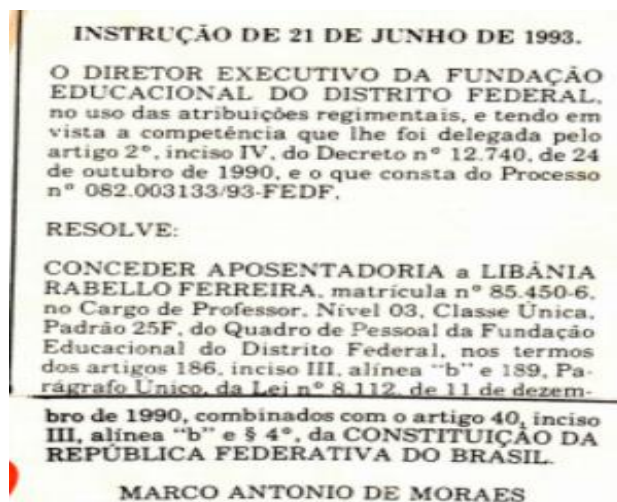 INSTRUÇÃO DE 21 DE JUNHO DE 1993.
O DIRETOR EXECUTIVO DA FUNDAÇÃO
EDUCACIONAL DO DISTRITO FEDERAL,
no uso das atribuições regimentais, e tendo em
vista a competência que lhe foi delegada pelo
artigo 2º, inciso IV, do Decreto nº 12.740, de 24
de outubro de 1990, e o que consta do Processo
nº 082.003133/93-FEDF,
RESOLVE:
CONCEDER APOSENTADORIA a LIBÂNIA
RABELLO FERREIRA, matrícula nº 85.450-6,
no Cargo de Professor, Nível 03, Classe Única,
Padrão 25F, do Quadro de Pessoal da Fundação
Educacional do Distrito Federal, nos termos
dos artigos 186, inciso III, alínea "b" e 189, Pa-
rágrafo Único, da Lei nº 8.112, de 11 de dezem-
bro de 1990, combinados com o artigo 40, inciso
III, alínea "b" e § 4º, da CONSTITUIÇÃO DA
REPÚBLICA FEDERATIVA DO BRASIL.
MARCO ANTONIO DE MORAES